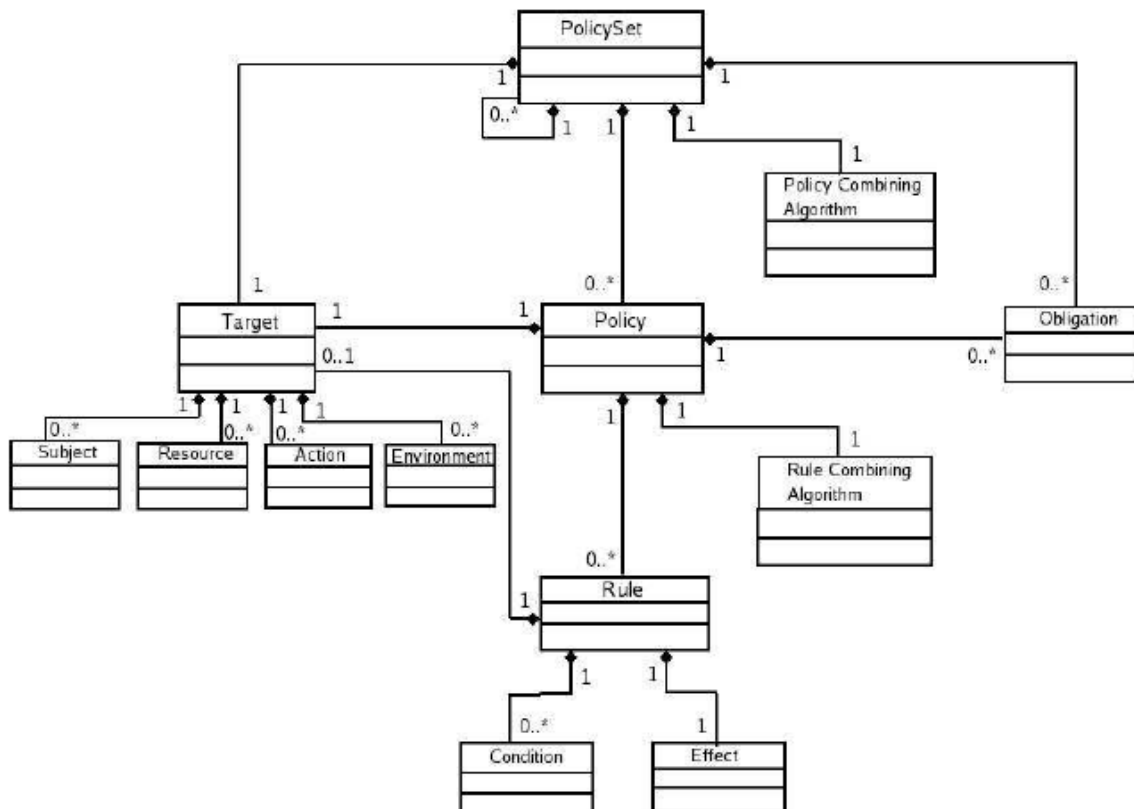 PolicySet
1
1
0..*
1
1
1
1
Policy Combining
Algorithm
1
0..*
0..*
Target
1
1
Policy
Obligation
0..1
1
0..*
1
1
1
1
1
1
0..*
0..*
0..*
0..*
1
Subject
Resource
Action
Environment
Rule Combining
Algorithm
0..*
Rule
1
1
1
0..*
1
Condition
Effect